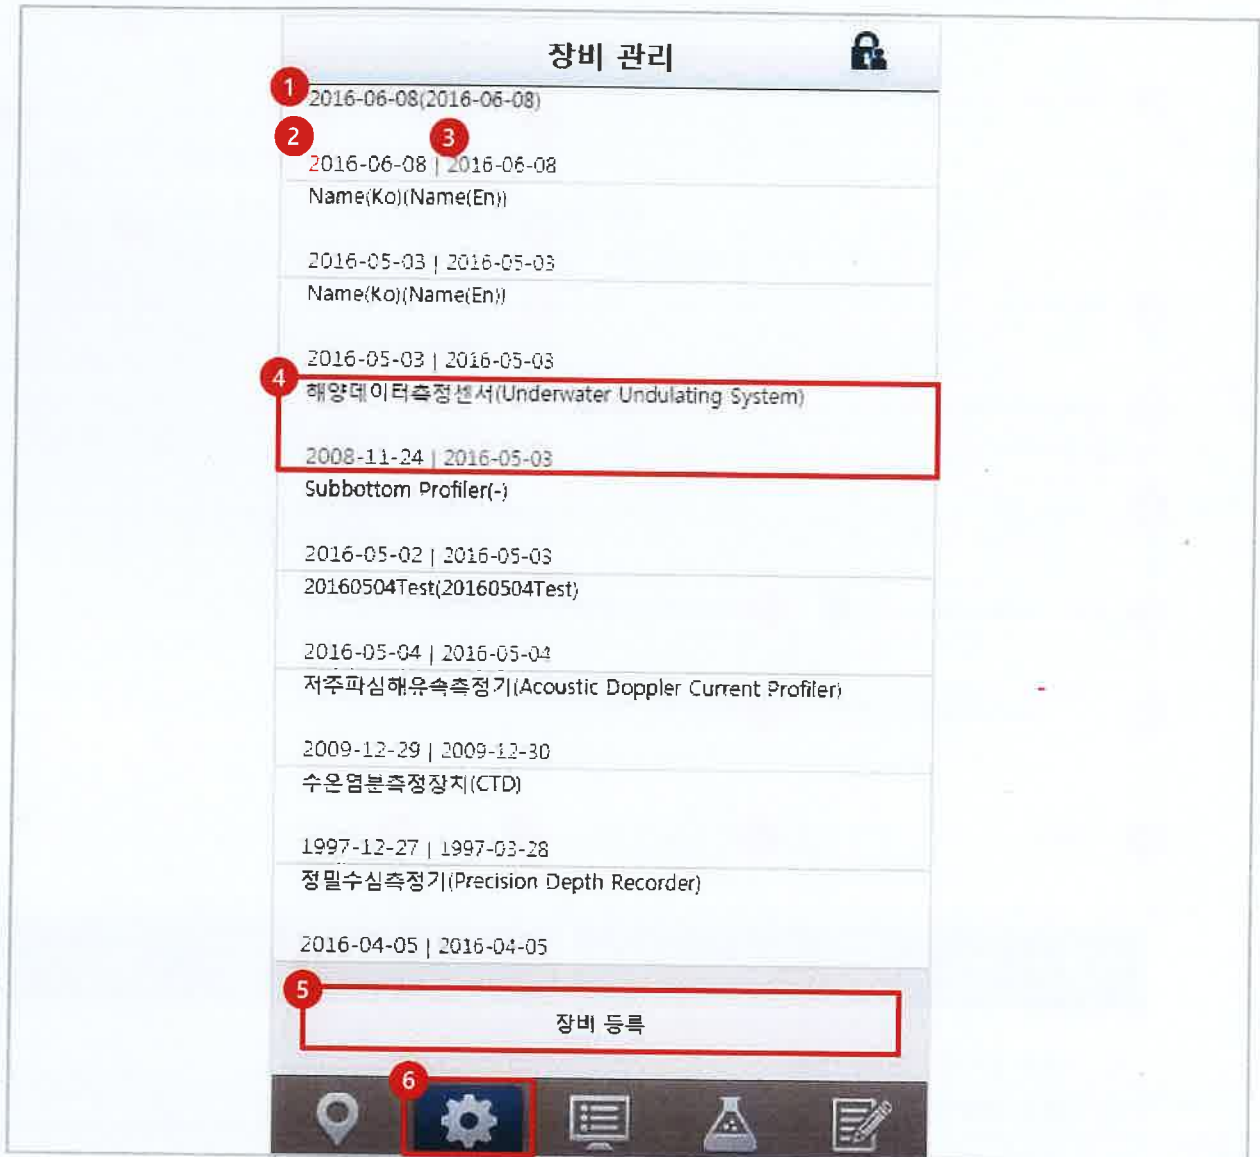 장비 관리
1
2016-06-08(2016-06-08)
2
3
2016-06-08 | 2016-06-08
Name(Ko)(Name(En))
2016-05-03 | 2016-05-03
Name(Ko)(Name(En))
2016-05-03 | 2016-05-03
4
해양데이터측정센서(Underwater Undulating System)
2008-11-24 | 2016-05-03
Subbottom Profiler(-)
2016-05-02 | 2016-05-03
20160504Test(20160504Test)
2016-05-04 | 2016-05-04
저주파심해유속측정기(Acoustic Doppler Current Profiler)
2009-12-29 | 2009-12-30
수온염분측정장치(CTD)
1997-12-27 | 1997-03-28
정밀수심측정기(Precision Depth Recorder)
2016-04-05 | 2016-04-05
5
장비 등록
6